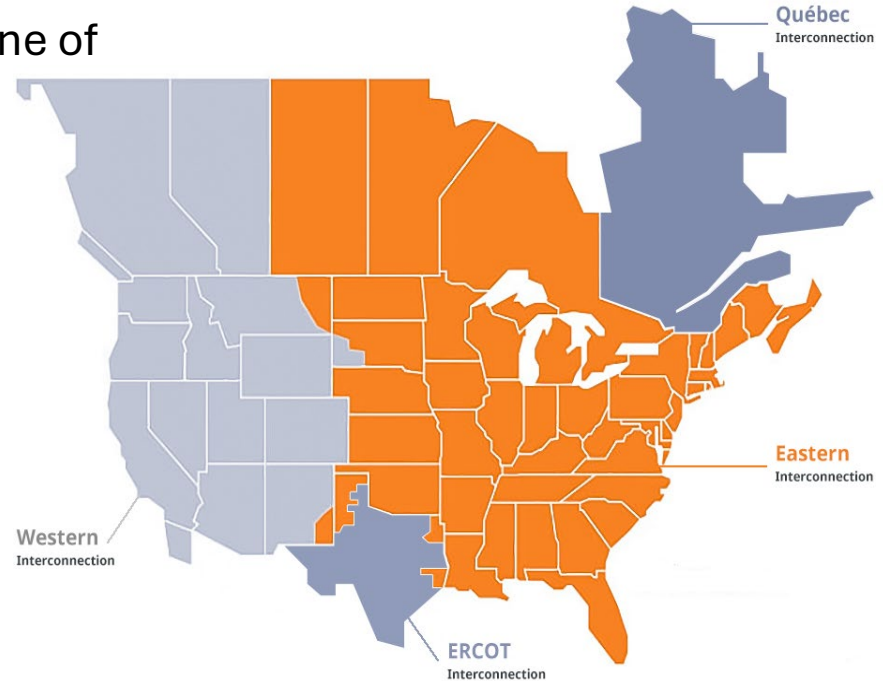 ne of
Québec
Interconnection
Eastern
Interconnection
Western
Interconnection
ERCOT
Interconnection